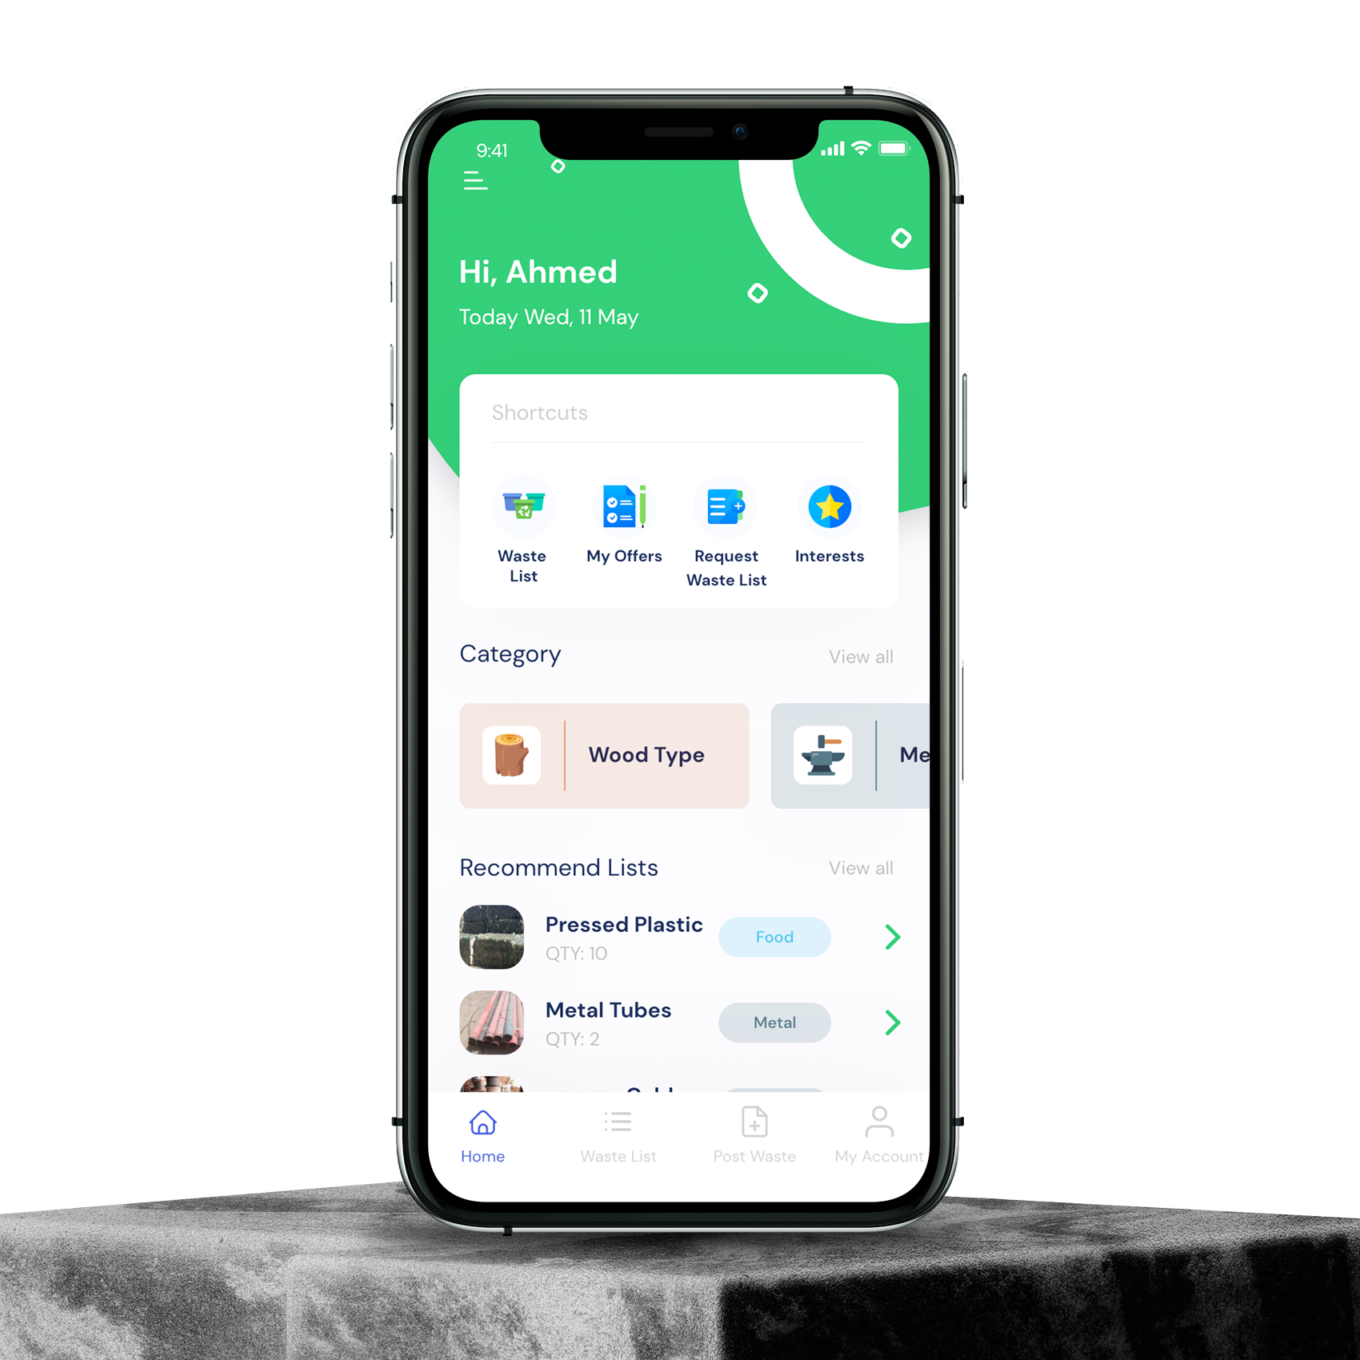 9:41
Hi, Ahmed
Today Wed, 11 May
Shortcuts
Waste
List
My Offers
Request
Waste List
Interests
Category
View all
Wood Type
Me
Recommend Lists
View all
Pressed Plastic
Food
QTY: 10
Metal Tubes
Metal
QTY: 2
Home
Waste List
Post Waste
My Account